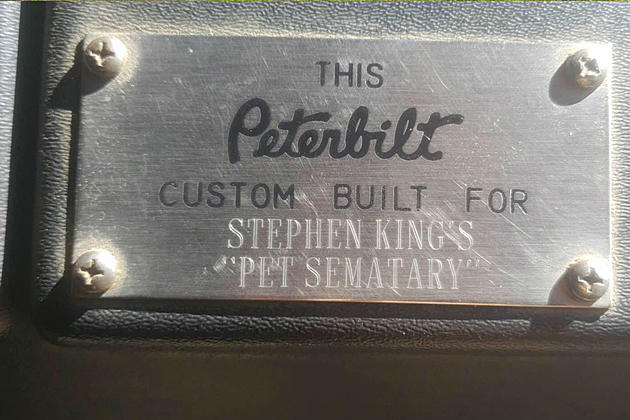 THIS
Peterbilt
CUSTOM BUILT FOR
STEPHEN KING'S
"PET SEMATARY"